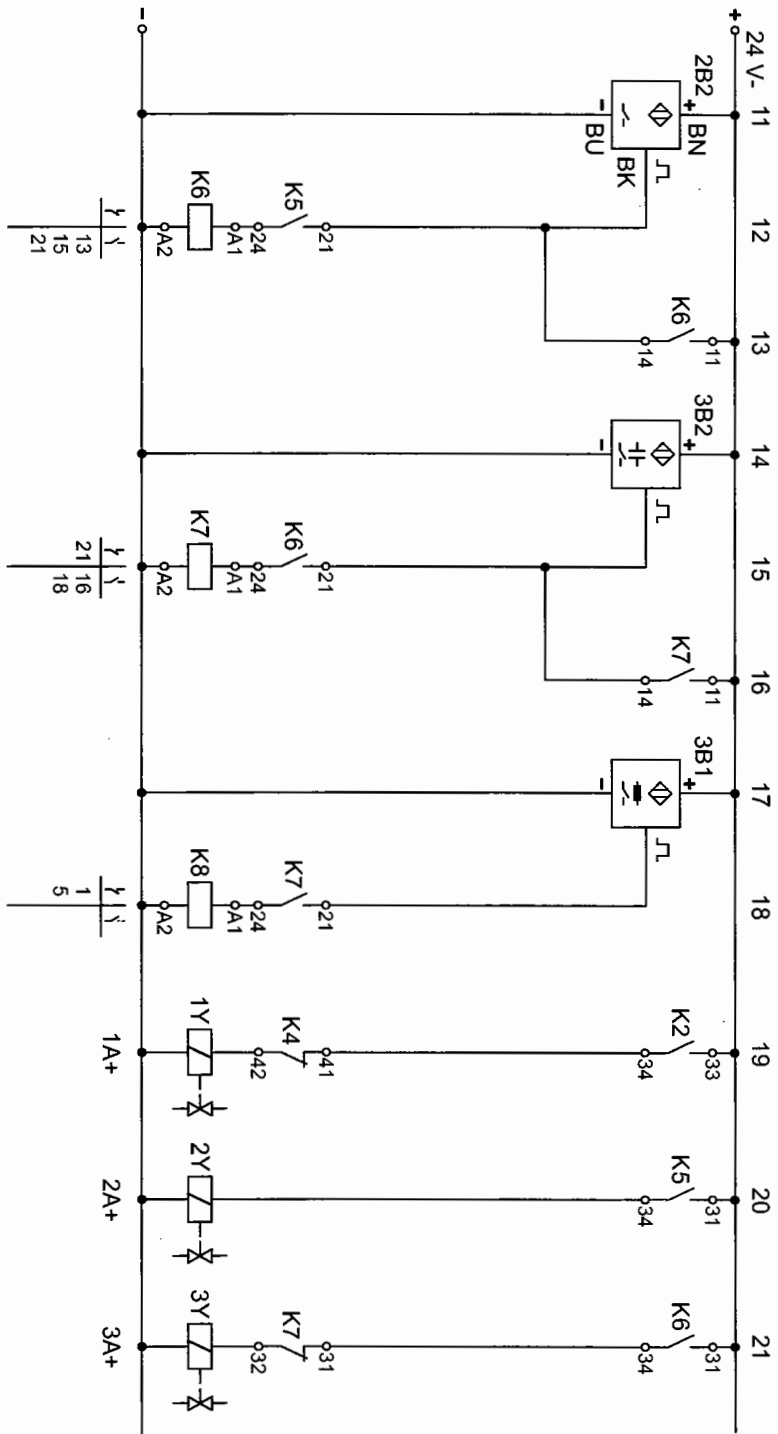 24 V- 11 12 13 14 15 16 17 18 19 20 21
+
2B2 + BN
3B2 +
3B1 +
K6 11
K7 11
K2 33
K5 31
K6 31
14
14
34
34
34
BK
- BU
-
-
K5 21
K6 21
K7 21
K4 41
K7 31
24
24
24
42
32
A1
A1
A1
K6
K7
K8
1Y
2Y
3Y
A2
A2
A2
-
1A+
2A+
3A+
13
15
21
21 16
18
1
5